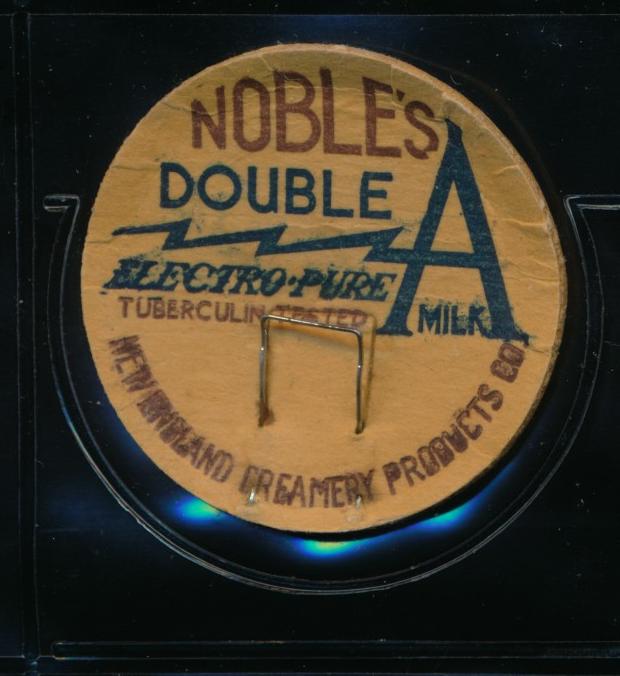 NOBLE'S
DOUBLE A
ELECTRO-PURE
TUBERCULIN TESTED
MILK
NEW ENGLAND CREAMERY PRODUCTS CO.